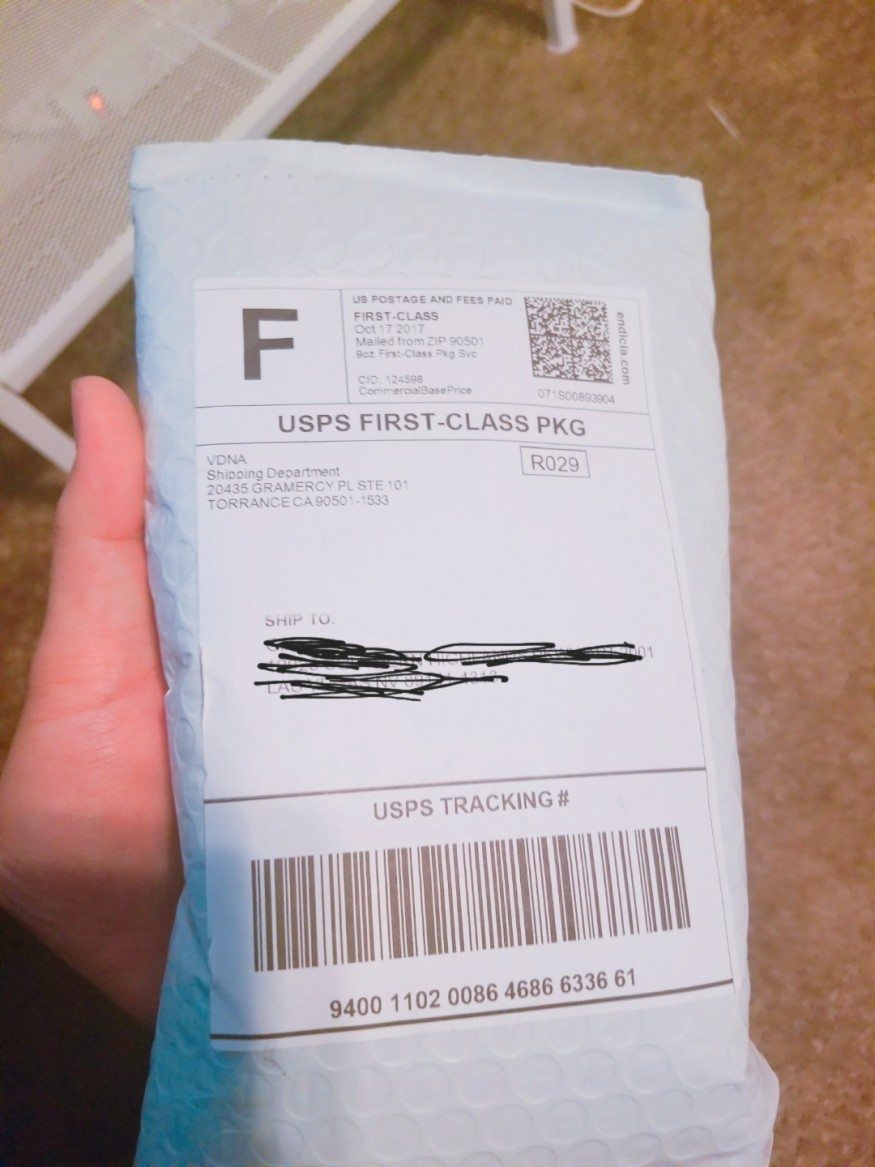 F
US POSTAGE AND FEES PAID
FIRST-CLASS
Oct 17 2017
Mailed from ZIP 90501
9oz First-Class Pkg Svc
CID: 124598
CommercialBasePrice
endicia.com
071S00893904
USPS FIRST-CLASS PKG
VDNA
Shipping Department
20435 GRAMERCY PL STE 101
TORRANCE CA 90501-1533
R029
SHIP TO:
USPS TRACKING #
9400 1102 0086 4686 6336 61